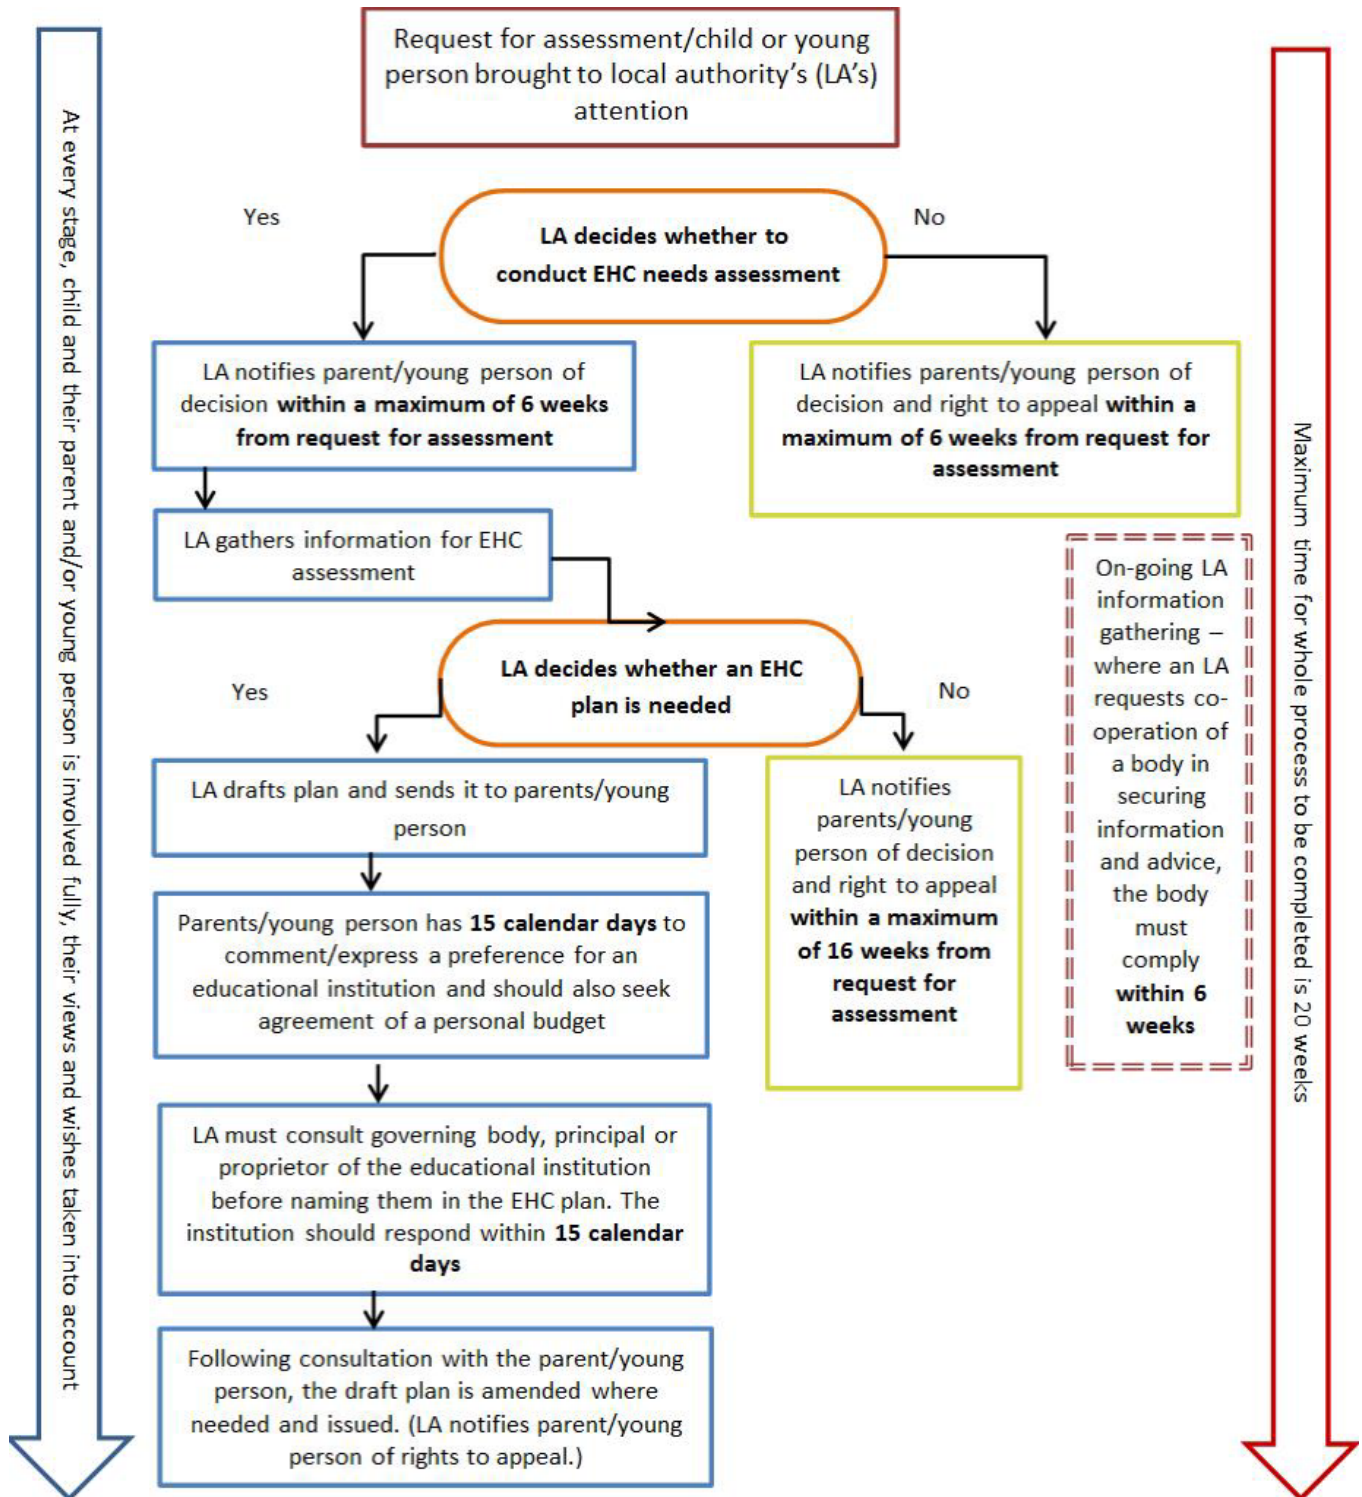 Request for assessment/child or young
person brought to local authority's (LA's)
attention
At every stage, child and their parent and/or young person is involved fully, their views and wishes taken into account
Maximum time for whole process to be completed is 20 weeks
Yes
No
LA decides whether to
conduct EHC needs assessment
LA notifies parent/young person of
decision within a maximum of 6 weeks
from request for assessment
LA notifies parents/young person of
decision and right to appeal within a
maximum of 6 weeks from request for
assessment
LA gathers information for EHC
assessment
On-going LA
information
gathering –
where an LA
requests co-
operation of
a body in
securing
information
and advice,
the body
must
comply
within 6
weeks
LA decides whether an EHC
plan is needed
Yes
No
LA drafts plan and sends it to parents/young
person
LA notifies
parents/young
person of decision
and right to appeal
within a maximum
of 16 weeks from
request for
assessment
Parents/young person has 15 calendar days to
comment/express a preference for an
educational institution and should also seek
agreement of a personal budget
LA must consult governing body, principal or
proprietor of the educational institution
before naming them in the EHC plan. The
institution should respond within 15 calendar
days
Following consultation with the parent/young
person, the draft plan is amended where
needed and issued. (LA notifies parent/young
person of rights to appeal.)